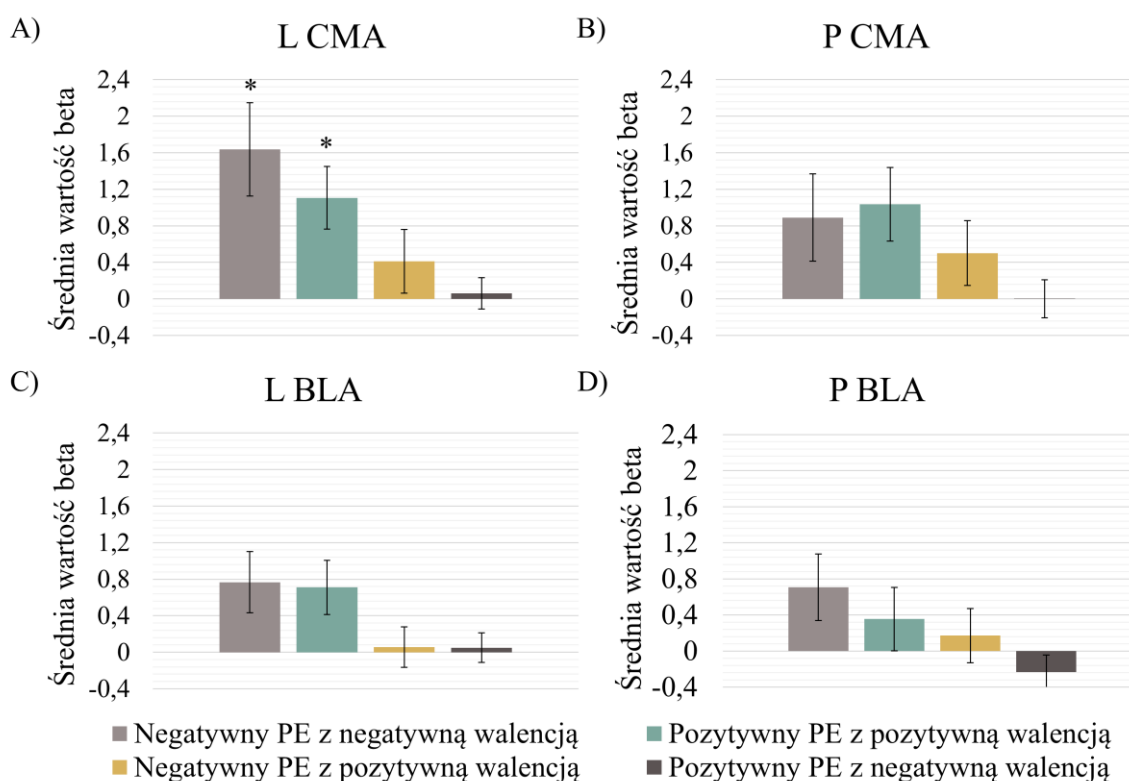 A)
L CMA
Średnia wartość beta
2,4
2
1,6
1,2
0,8
0,4
0
-0,4
*
*
B)
P CMA
Średnia wartość beta
2,4
2
1,6
1,2
0,8
0,4
0
-0,4
C)
L BLA
Średnia wartość beta
2,4
2
1,6
1,2
0,8
0,4
0
-0,4
D)
P BLA
Średnia wartość beta
2,4
2
1,6
1,2
0,8
0,4
0
-0,4
Negatywny PE z negatywną walencją
Pozytywny PE z pozytywną walencją
Negatywny PE z pozytywną walencją
Pozytywny PE z negatywną walencją